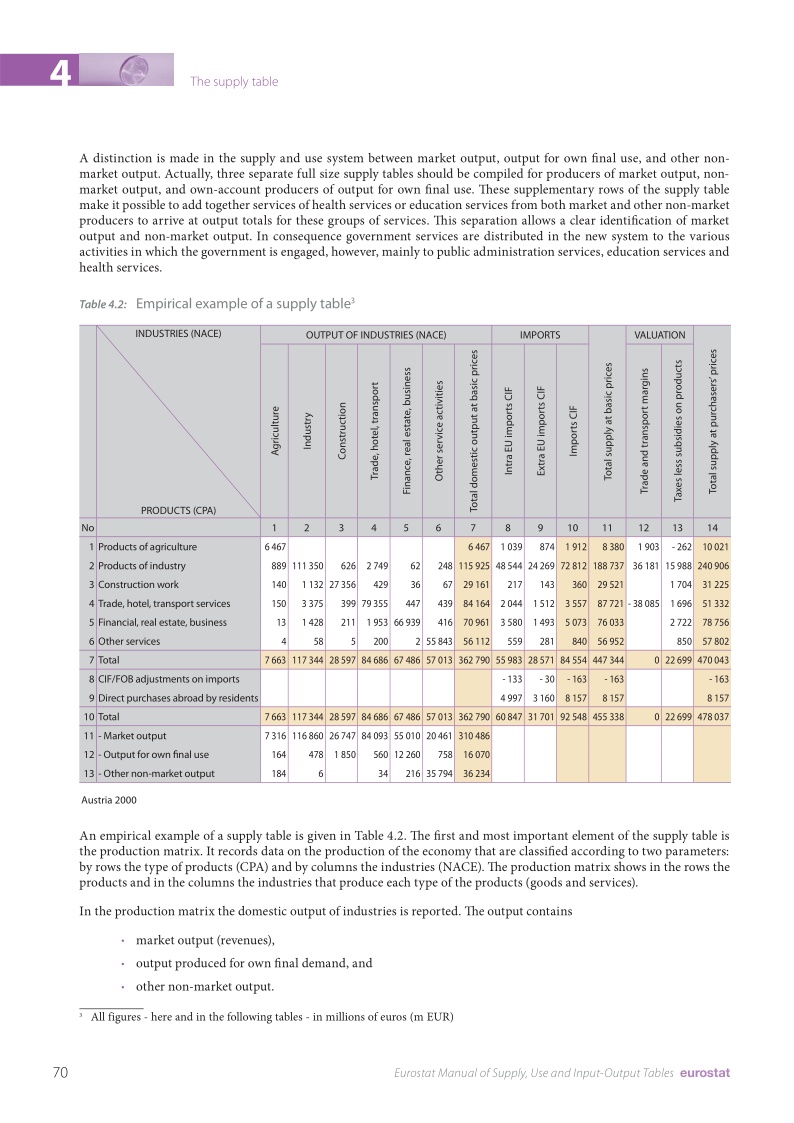 4
The supply table
A distinction is made in the supply and use system between market output, output for own final use, and other non-
market output. Actually, three separate full size supply tables should be compiled for producers of market output, non-
market output, and own-account producers of output for own final use. These supplementary rows of the supply table
make it possible to add together services of health services or education services from both market and other non-market
producers to arrive at output totals for these groups of services. This separation allows a clear identification of market
output and non-market output. In consequence government services are distributed in the new system to the various
activities in which the government is engaged, however, mainly to public administration services, education services and
health services.
Table 4.2: Empirical example of a supply table3
INDUSTRIES (NACE) OUTPUT OF INDUSTRIES (NACE) IMPORTS VALUATION
Agriculture
Industry
Construction
Trade, hotel, transport
Finance, real estate, business
Other service activities
Total domestic output at basic prices
Intra EU imports CIF
Extra EU imports CIF
Imports CIF
Total supply at basic prices
Trade and transport margins
Taxes less subsidies on products
Total supply at purchasers' prices
PRODUCTS (CPA)
No 1 2 3 4 5 6 7 8 9 10 11 12 13 14
1 Products of agriculture 6 467 6 467 1 039 874 1 912 8 380 1 903 - 262 10 021
2 Products of industry 889 111 350 626 2 749 62 248 115 925 48 544 24 269 72 812 188 737 36 181 15 988 240 906
3 Construction work 140 1 132 27 356 429 36 67 29 161 217 143 360 29 521 1 704 31 225
4 Trade, hotel, transport services 150 3 375 399 79 355 447 439 84 164 2 044 1 512 3 557 87 721 - 38 085 1 696 51 332
5 Financial, real estate, business 13 1 428 211 1 953 66 939 416 70 961 3 580 1 493 5 073 76 033 2 722 78 756
6 Other services 4 58 5 200 2 55 843 56 112 559 281 840 56 952 850 57 802
7 Total 7 663 117 344 28 597 84 686 67 486 57 013 362 790 55 983 28 571 84 554 447 344 0 22 699 470 043
8 CIF/FOB adjustments on imports - 133 - 30 - 163 - 163 - 163
9 Direct purchases abroad by residents 4 997 3 160 8 157 8 157 8 157
10 Total 7 663 117 344 28 597 84 686 67 486 57 013 362 790 60 847 31 701 92 548 455 338 0 22 699 478 037
11 - Market output 7 316 116 860 26 747 84 093 55 010 20 461 310 486
12 - Output for own final use 164 478 1 850 560 12 260 758 16 070
13 - Other non-market output 184 6 34 216 35 794 36 234
Austria 2000
An empirical example of a supply table is given in Table 4.2. The first and most important element of the supply table is
the production matrix. It records data on the production of the economy that are classified according to two parameters:
by rows the type of products (CPA) and by columns the industries (NACE). The production matrix shows in the rows the
products and in the columns the industries that produce each type of the products (goods and services).
In the production matrix the domestic output of industries is reported. The output contains
• market output (revenues),
• output produced for own final demand, and
• other non-market output.
3 All figures - here and in the following tables - in millions of euros (m EUR)
70 Eurostat Manual of Supply, Use and Input-Output Tables eurostat